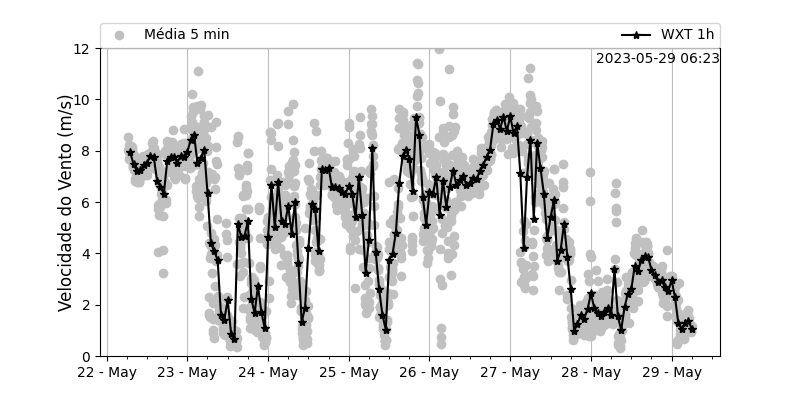 Média 5 min
WXT 1h
2023-05-29 06:23
Velocidade do Vento (m/s)
12
10
8
6
4
2
0
22 - May
23 - May
24 - May
25 - May
26 - May
27 - May
28 - May
29 - May